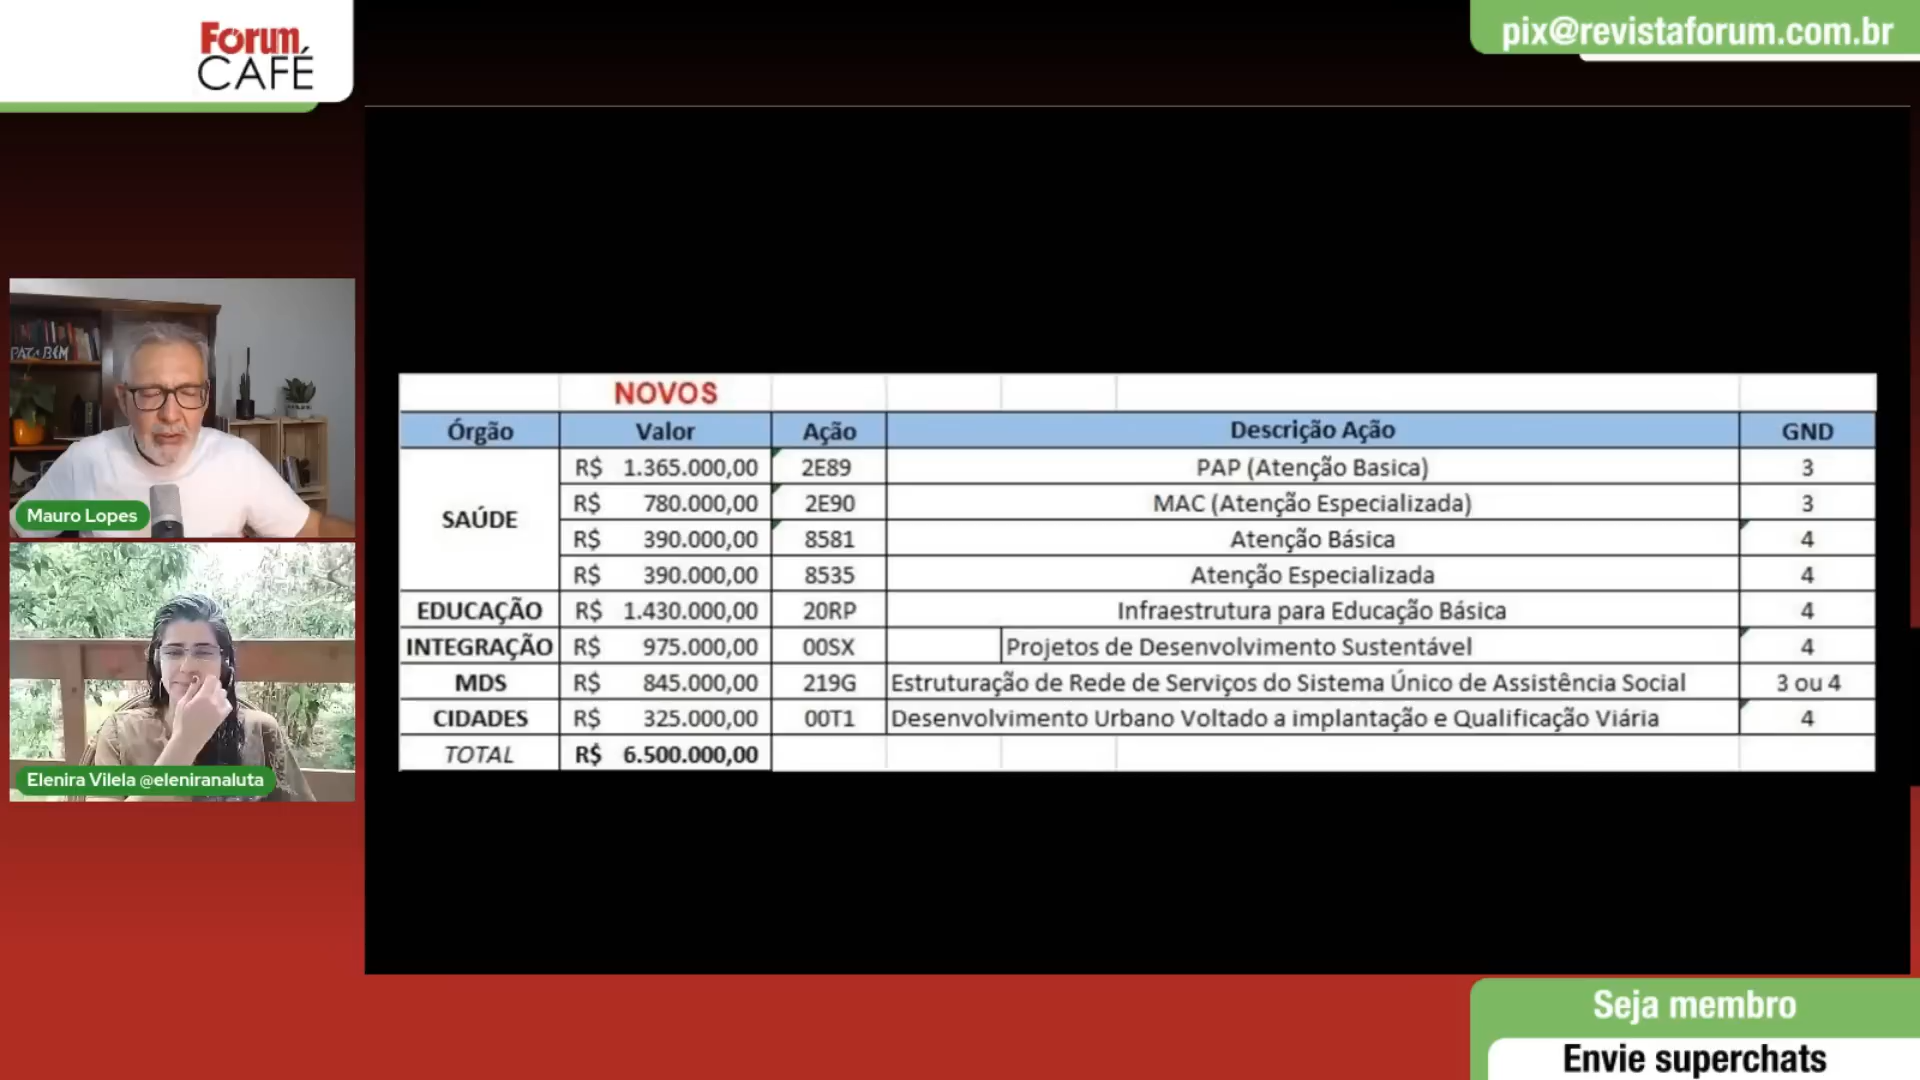 Forum
CAFÉ
pix@revistaforum.com.br
NOVOS
Órgão Valor Ação Descrição Ação GND
SAÚDE
R$ 1.365.000,00 2E89 PAP (Atenção Basica) 3
R$ 780.000,00 2E90 MAC (Atenção Especializada) 3
R$ 390.000,00 8581 Atenção Básica 4
R$ 390.000,00 8535 Atenção Especializada 4
EDUCAÇÃO R$ 1.430.000,00 20RP Infraestrutura para Educação Básica 4
INTEGRAÇÃO R$ 975.000,00 00SX Projetos de Desenvolvimento Sustentável 4
MDS R$ 845.000,00 219G Estruturação de Rede de Serviços do Sistema Único de Assistência Social 3 ou 4
CIDADES R$ 325.000,00 00T1 Desenvolvimento Urbano Voltado a implantação e Qualificação Viária 4
TOTAL R$ 6.500.000,00
Mauro Lopes
Elenira Vilela @eleniranaluta
Seja membro
Envie superchats